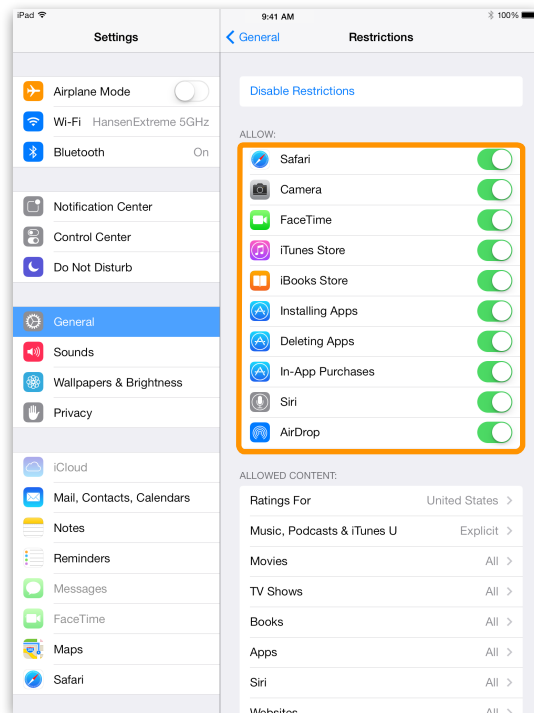 iPad 9:41 AM 100%
Settings
General Restrictions
Airplane Mode
Wi-Fi HansenExtreme 5GHz
Bluetooth On
Notification Center
Control Center
Do Not Disturb
General
Sounds
Wallpapers & Brightness
Privacy
iCloud
Mail, Contacts, Calendars
Notes
Reminders
Messages
FaceTime
Maps
Safari
Disable Restrictions
ALLOW:
Safari
Camera
FaceTime
iTunes Store
iBooks Store
Installing Apps
Deleting Apps
In-App Purchases
Siri
AirDrop
ALLOWED CONTENT:
Ratings For United States
Music, Podcasts & iTunes U Explicit
Movies All
TV Shows All
Books All
Apps All
Siri All
Websites All